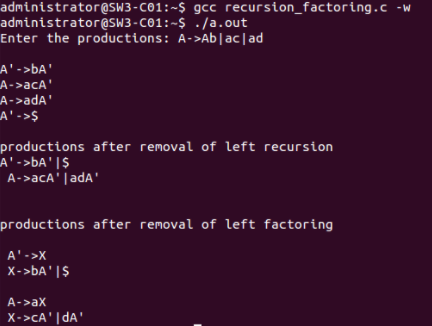 administrator@SW3-C01:~$ gcc recursion_factoring.c -w
administrator@SW3-C01:~$ ./a.out
Enter the productions: A->Ab|ac|ad
A'->bA'
A->acA'
A->adA'
A'->$
productions after removal of left recursion
A'->bA'|$
A->acA'|adA'
productions after removal of left factoring
A'->X
X->bA'|$
A->aX
X->cA'|dA'